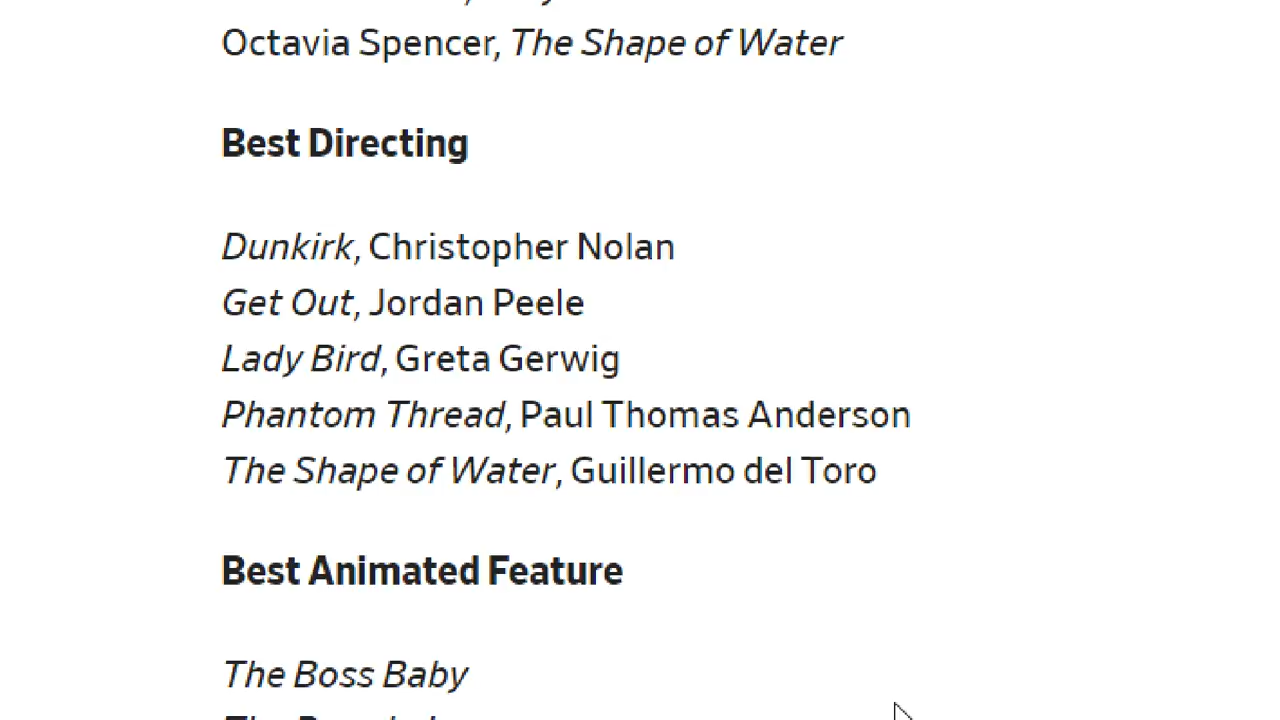 Octavia Spencer, The Shape of Water
Best Directing
Dunkirk, Christopher Nolan
Get Out, Jordan Peele
Lady Bird, Greta Gerwig
Phantom Thread, Paul Thomas Anderson
The Shape of Water, Guillermo del Toro
Best Animated Feature
The Boss Baby